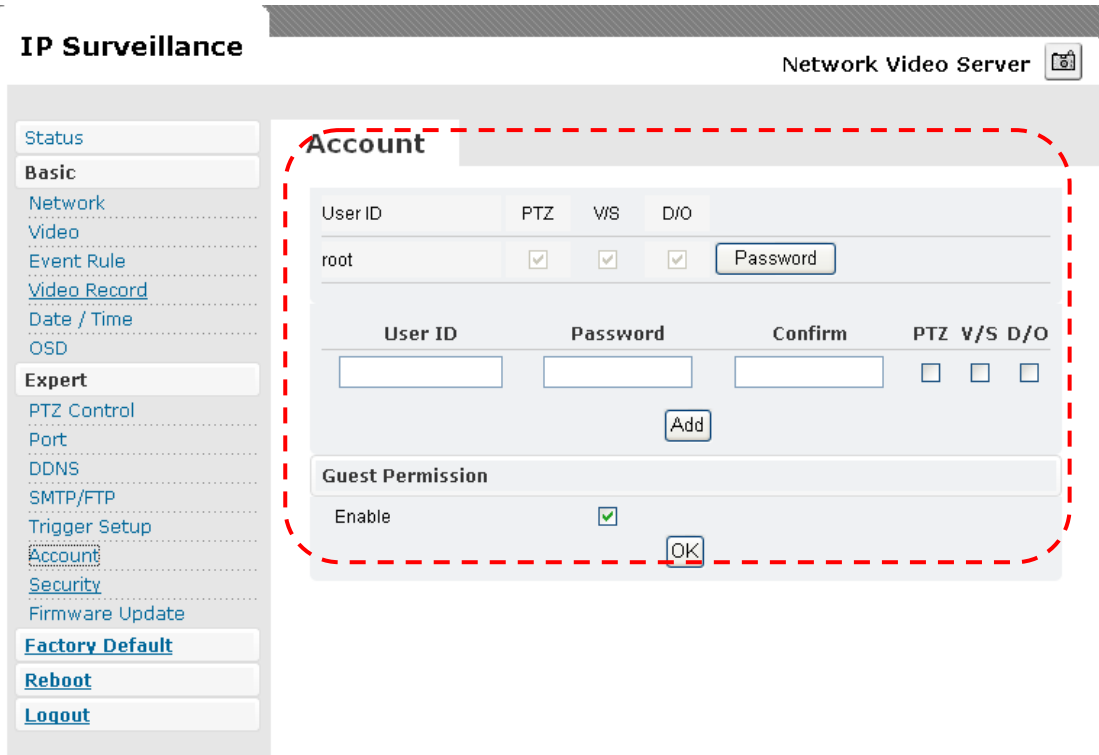 IP Surveillance
Network Video Server
Status
Basic
Network
Video
Event Rule
Video Record
Date / Time
OSD
Expert
PTZ Control
Port
DDNS
SMTP/FTP
Trigger Setup
Account
Security
Firmware Update
Factory Default
Reboot
Logout
Account
User ID PTZ V/S D/O
root Password
User ID Password Confirm PTZ V/S D/O
Add
Guest Permission
Enable
OK